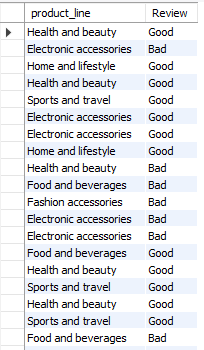 product_line Review
Health and beauty Good
Electronic accessories Bad
Home and lifestyle Good
Health and beauty Good
Sports and travel Good
Electronic accessories Good
Electronic accessories Good
Home and lifestyle Good
Health and beauty Bad
Food and beverages Bad
Fashion accessories Bad
Electronic accessories Bad
Electronic accessories Bad
Food and beverages Good
Health and beauty Good
Sports and travel Good
Health and beauty Good
Sports and travel Good
Food and beverages Bad